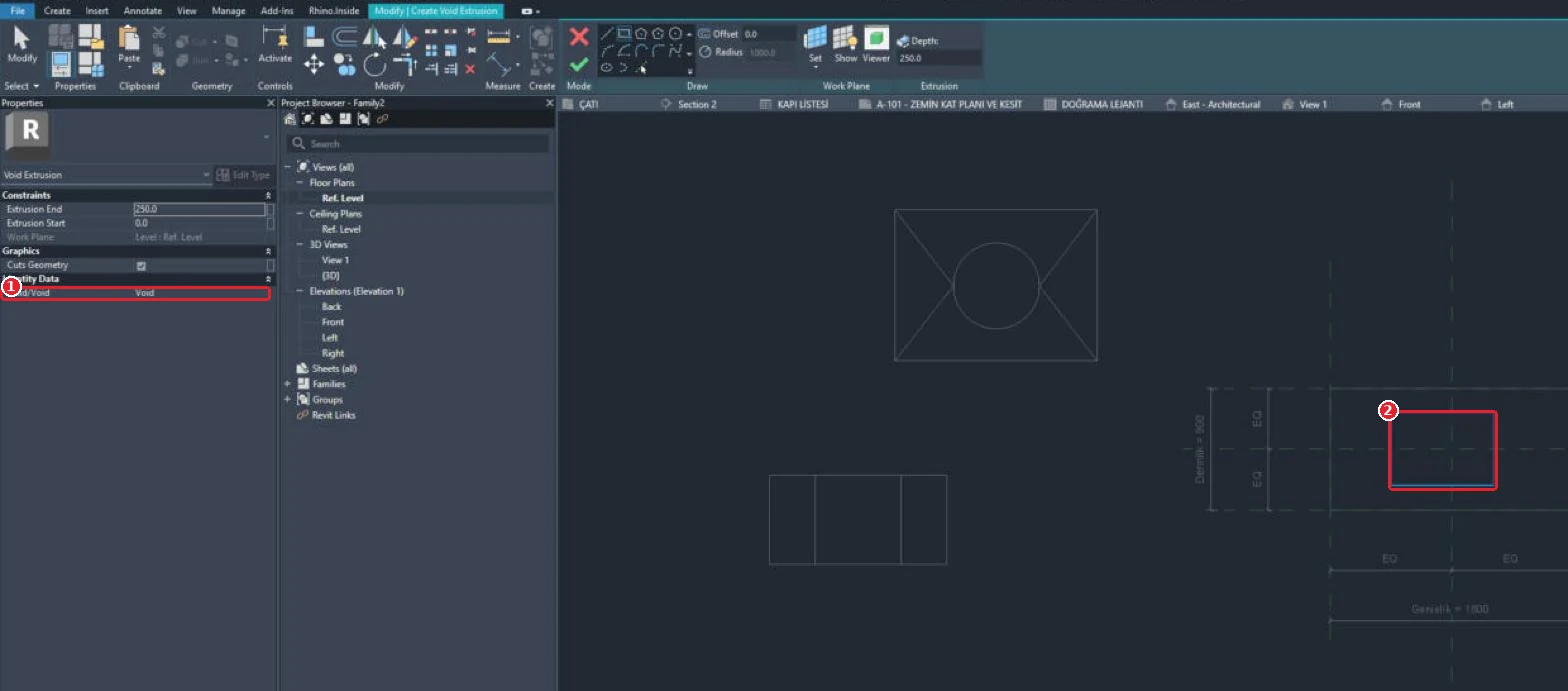 File Create Insert Annotate View Manage Add-Ins Rhino.Inside Modify | Create Void Extrusion
Modify
Paste
Activate
Offset 0.0
Radius 1000.0
Set Show Viewer
Depth:
250.0
Select Properties Clipboard Geometry Controls Modify Measure Create Mode Draw Work Plane Extrusion
Properties
Project Browser - Family2
ÇATI Section 2 KAPI LİSTESİ A-101 - ZEMİN KAT PLANI VE KESİT DOĞRAMA LEJANTI East - Architectural View 1 Front Left
R
Search
Void Extrusion
Edit Type
Constraints
Extrusion End 250.0
Extrusion Start 0.0
Work Plane Level : Ref. Level
Graphics
Cuts Geometry
Identity Data
1
Void
Views (all)
Floor Plans
Ref. Level
Ceiling Plans
Ref. Level
3D Views
View 1
{3D}
Elevations (Elevation 1)
Back
Front
Left
Right
Sheets (all)
Families
Groups
Revit Links
2
Derinlik = 900
EQ
EQ
EQ EQ
Genişlik = 1800